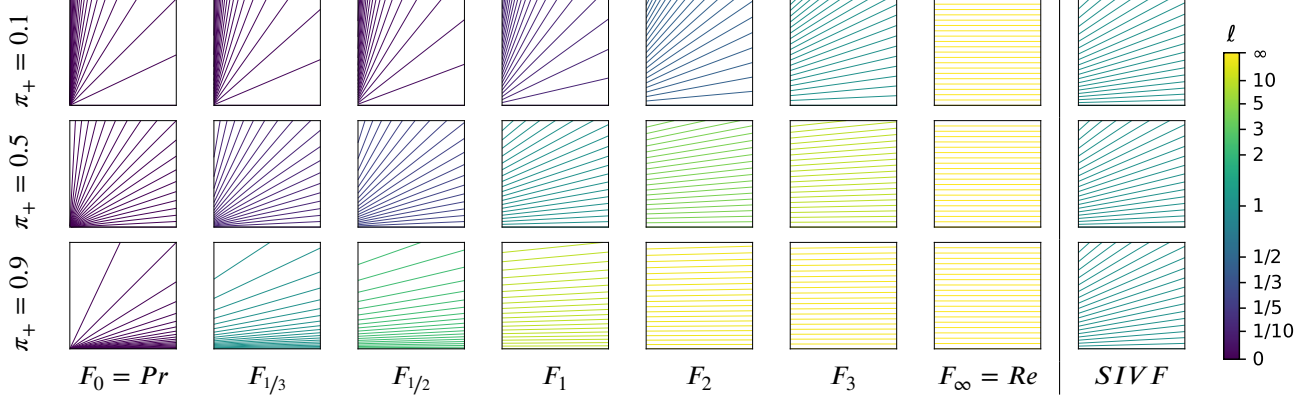 π₊ = 0.1
π₊ = 0.5
π₊ = 0.9
F₀ = Pr
F₁/₃
F₁/₂
F₁
F₂
F₃
F∞ = Re
SIVF
ℓ
∞
10
5
3
2
1
1/2
1/3
1/5
1/10
0